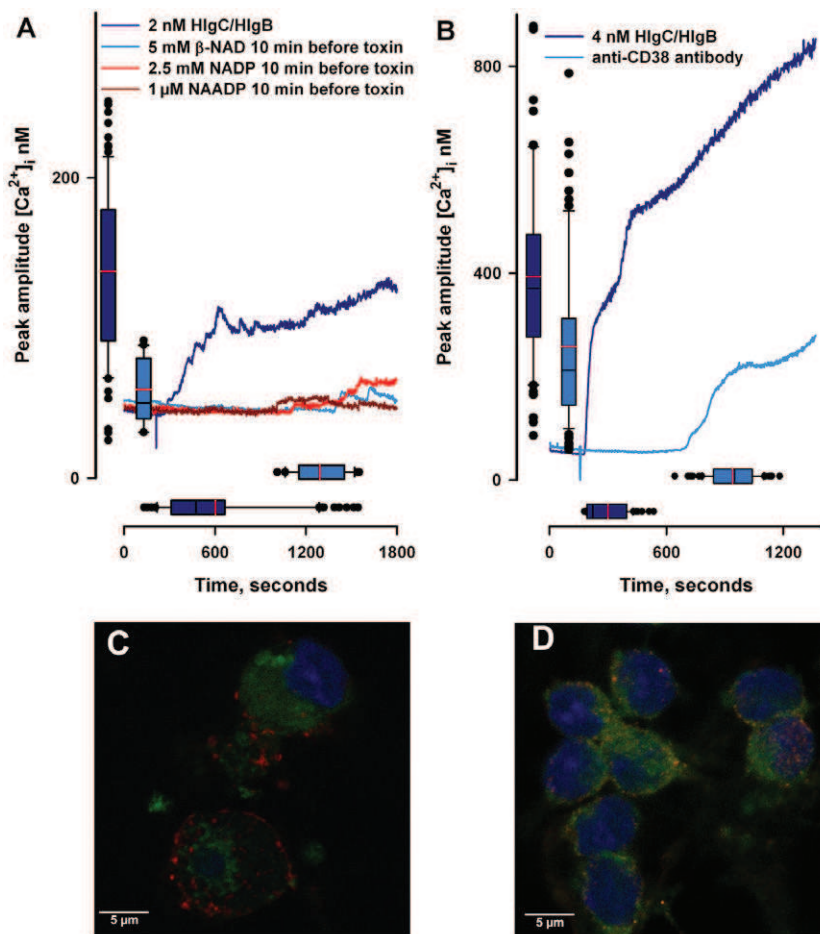 A
2 nM HlgC/HlgB
5 mM β-NAD 10 min before toxin
2.5 mM NADP 10 min before toxin
1 µM NAADP 10 min before toxin
Peak amplitude [Ca2+]i nM
200
0
0 600 1200 1800
Time, seconds
B
4 nM HlgC/HlgB
anti-CD38 antibody
Peak amplitude [Ca2+]i nM
800
400
0
0 600 1200
Time, seconds
C
5 µm
D
5 µm